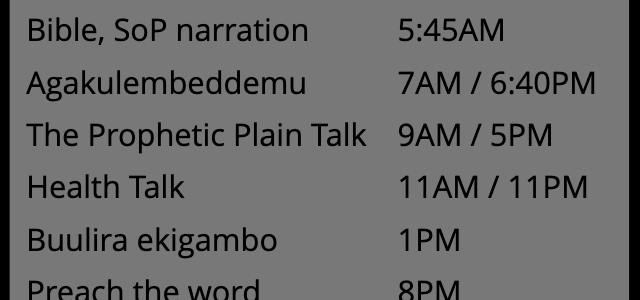 Bible, SoP narration 5:45AM
Agakulembeddemu 7AM / 6:40PM
The Prophetic Plain Talk 9AM / 5PM
Health Talk 11AM / 11PM
Buulira ekigambo 1PM
Preach the word 8PM